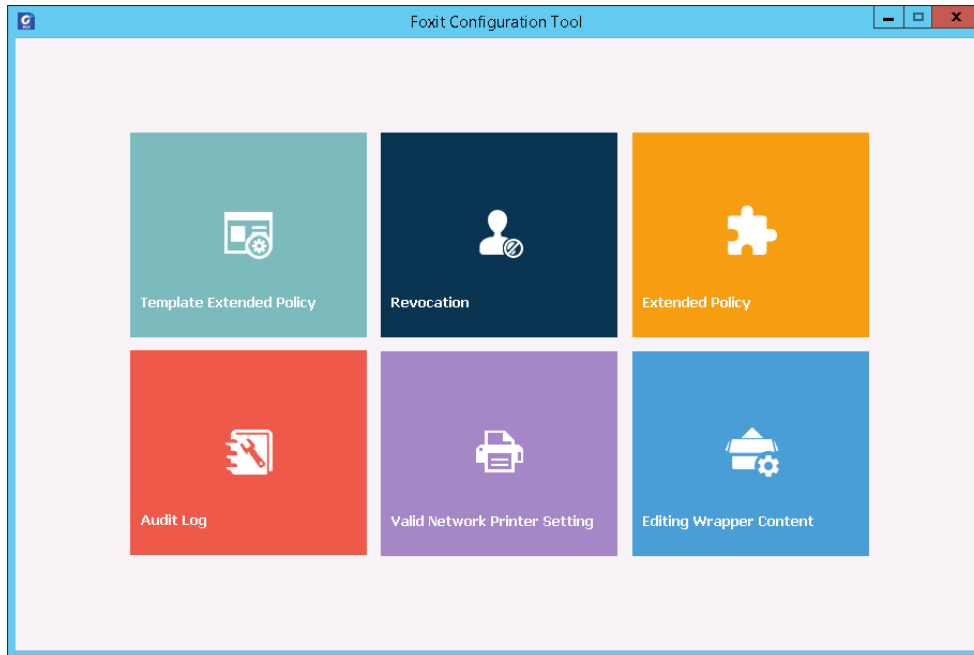 Foxit Configuration Tool
Template Extended Policy
Revocation
Extended Policy
Audit Log
Valid Network Printer Setting
Editing Wrapper Content